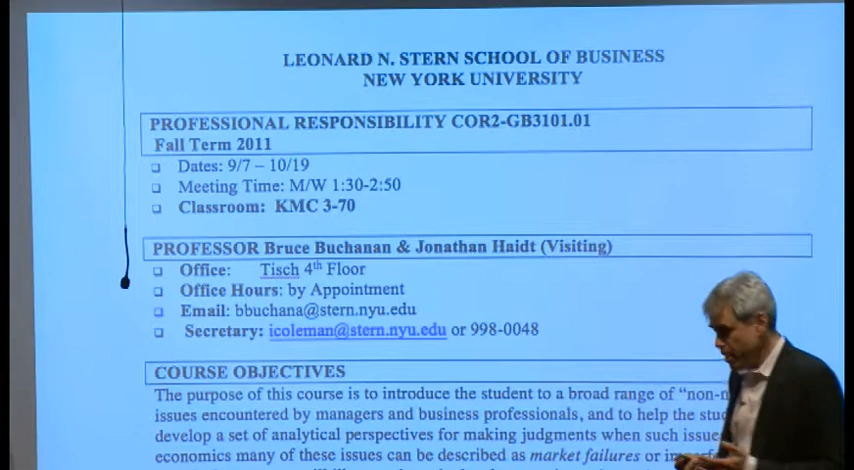 LEONARD N. STERN SCHOOL OF BUSINESS
NEW YORK UNIVERSITY
PROFESSIONAL RESPONSIBILITY COR2-GB3101.01
Fall Term 2011
❑ Dates: 9/7 – 10/19
❑ Meeting Time: M/W 1:30-2:50
❑ Classroom: KMC 3-70
PROFESSOR Bruce Buchanan & Jonathan Haidt (Visiting)
❑ Office: Tisch 4th Floor
❑ Office Hours: by Appointment
❑ Email: bbuchana@stern.nyu.edu
❑ Secretary: icoleman@stern.nyu.edu or 998-0048
COURSE OBJECTIVES
The purpose of this course is to introduce the student to a broad range of “non-
issues encountered by managers and business professionals, and to help the
develop a set of analytical perspectives for making judgments when such
economics many of these issues can be described as market failures or